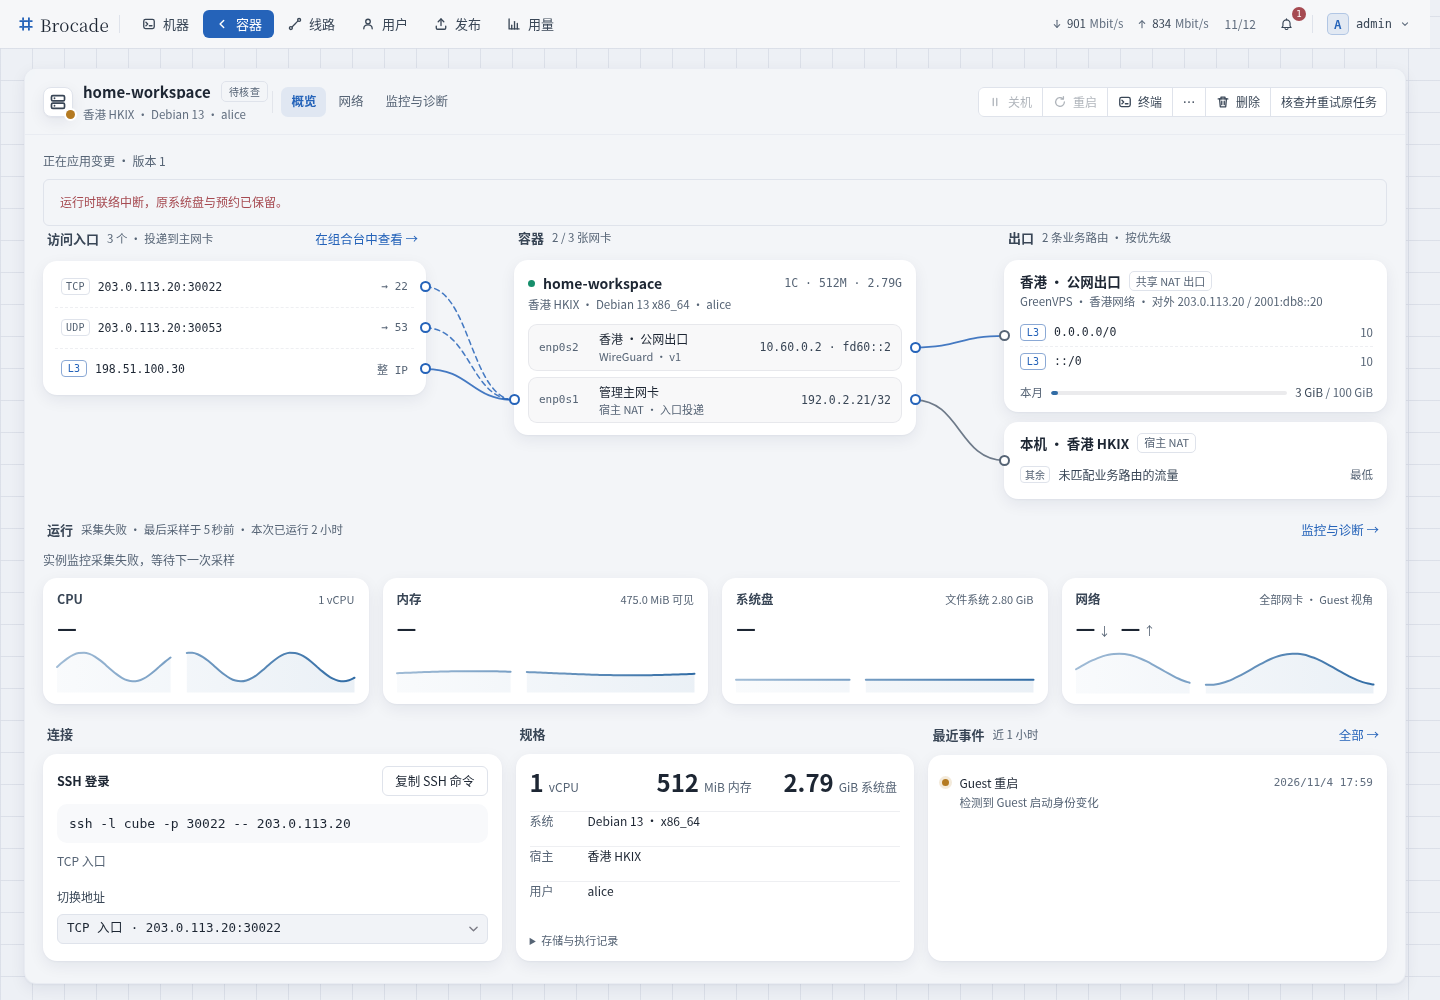 Brocade
机器
容器
线路
用户
发布
用量
↓ 901 Mbit/s
↑ 834 Mbit/s
11/12
1
A
admin
home-workspace
待核查
香港 HKIX • Debian 13 • alice
概览
网络
监控与诊断
关机
重启
终端
···
删除
核查并重试原任务
正在应用变更 • 版本 1
运行时联络中断，原系统盘与预约已保留。
访问入口 3 个 • 投递到主网卡
在组合台中查看 →
TCP 203.0.113.20:30022 → 22
UDP 203.0.113.20:30053 → 53
L3 198.51.100.30 整 IP
容器 2 / 3 张网卡
home-workspace 1C · 512M · 2.79G
香港 HKIX • Debian 13 x86_64 • alice
enp0s2 香港 • 公网出口 10.60.0.2 · fd60::2
WireGuard • v1
enp0s1 管理主网卡 192.0.2.21/32
宿主 NAT • 入口投递
出口 2 条业务路由 • 按优先级
香港 • 公网出口 共享 NAT 出口
GreenVPS • 香港网络 • 对外 203.0.113.20 / 2001:db8::20
L3 0.0.0.0/0 10
L3 ::/0 10
本月 3 GiB / 100 GiB
本机 • 香港 HKIX 宿主 NAT
其余 未匹配业务路由的流量 最低
运行 采集失败 • 最后采样于 5 秒前 • 本次已运行 2 小时
监控与诊断 →
实例监控采集失败，等待下一次采样
CPU 1 vCPU
—
内存 475.0 MiB 可见
—
系统盘 文件系统 2.80 GiB
—
网络 全部网卡 • Guest 视角
— ↓ — ↑
连接
SSH 登录
复制 SSH 命令
ssh -l cube -p 30022 -- 203.0.113.20
TCP 入口
切换地址
TCP 入口 · 203.0.113.20:30022
规格
1 vCPU
512 MiB 内存
2.79 GiB 系统盘
系统 Debian 13 • x86_64
宿主 香港 HKIX
用户 alice
▶ 存储与执行记录
最近事件 近 1 小时
全部 →
Guest 重启 2026/11/4 17:59
检测到 Guest 启动身份变化